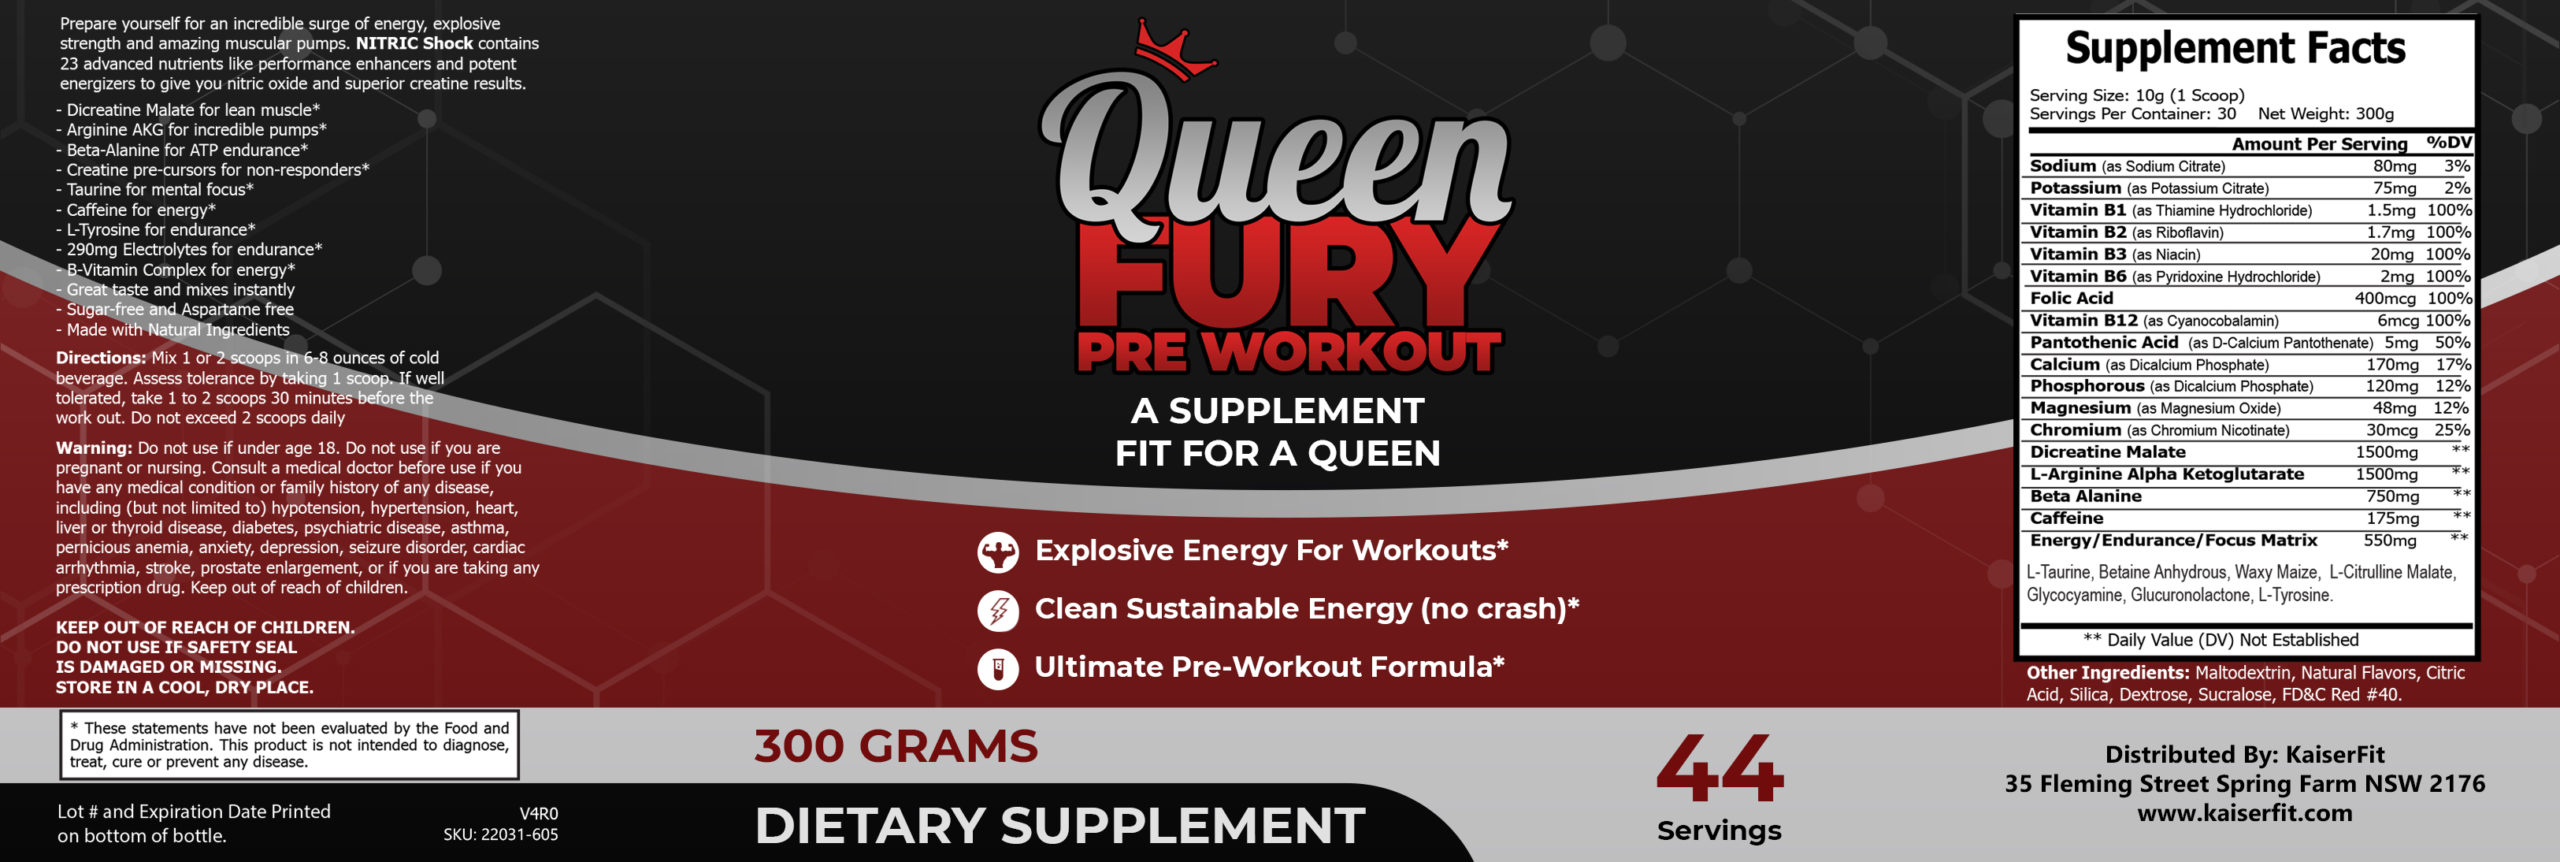 Prepare yourself for an incredible surge of energy, explosive
strength and amazing muscular pumps. NITRIC Shock contains
23 advanced nutrients like performance enhancers and potent
energizers to give you nitric oxide and superior creatine results.
- Dicreatine Malate for lean muscle*
- Arginine AKG for incredible pumps*
- Beta-Alanine for ATP endurance*
- Creatine pre-cursors for non-responders*
- Taurine for mental focus*
- Caffeine for energy*
- L-Tyrosine for endurance*
- 290mg Electrolytes for endurance*
- B-Vitamin Complex for energy*
- Great taste and mixes instantly
- Sugar-free and Aspartame free
- Made with Natural Ingredients
Directions: Mix 1 or 2 scoops in 6-8 ounces of cold
beverage. Assess tolerance by taking 1 scoop. If well
tolerated, take 1 to 2 scoops 30 minutes before the
work out. Do not exceed 2 scoops daily
Warning: Do not use if under age 18. Do not use if you are
pregnant or nursing. Consult a medical doctor before use if you
have any medical condition or family history of any disease,
including (but not limited to) hypotension, hypertension, heart,
liver or thyroid disease, diabetes, psychiatric disease, asthma,
pernicious anemia, anxiety, depression, seizure disorder, cardiac
arrhythmia, stroke, prostate enlargement, or if you are taking any
prescription drug. Keep out of reach of children.
KEEP OUT OF REACH OF CHILDREN.
DO NOT USE IF SAFETY SEAL
IS DAMAGED OR MISSING.
STORE IN A COOL, DRY PLACE.
* These statements have not been evaluated by the Food and
Drug Administration. This product is not intended to diagnose,
treat, cure or prevent any disease.
Lot # and Expiration Date Printed
on bottom of bottle.
V4R0
SKU: 22031-605
Queen
FURY
PRE WORKOUT
A SUPPLEMENT
FIT FOR A QUEEN
Explosive Energy For Workouts*
Clean Sustainable Energy (no crash)*
Ultimate Pre-Workout Formula*
300 GRAMS
DIETARY SUPPLEMENT
44
Servings
Supplement Facts
Serving Size: 10g (1 Scoop)
Servings Per Container: 30 Net Weight: 300g
Amount Per Serving %DV
Sodium (as Sodium Citrate) 80mg 3%
Potassium (as Potassium Citrate) 75mg 2%
Vitamin B1 (as Thiamine Hydrochloride) 1.5mg 100%
Vitamin B2 (as Riboflavin) 1.7mg 100%
Vitamin B3 (as Niacin) 20mg 100%
Vitamin B6 (as Pyridoxine Hydrochloride) 2mg 100%
Folic Acid 400mcg 100%
Vitamin B12 (as Cyanocobalamin) 6mcg 100%
Pantothenic Acid (as D-Calcium Pantothenate) 5mg 50%
Calcium (as Dicalcium Phosphate) 170mg 17%
Phosphorous (as Dicalcium Phosphate) 120mg 12%
Magnesium (as Magnesium Oxide) 48mg 12%
Chromium (as Chromium Nicotinate) 30mcg 25%
Dicreatine Malate 1500mg **
L-Arginine Alpha Ketoglutarate 1500mg **
Beta Alanine 750mg **
Caffeine 175mg **
Energy/Endurance/Focus Matrix 550mg **
L-Taurine, Betaine Anhydrous, Waxy Maize, L-Citrulline Malate,
Glycocyamine, Glucuronolactone, L-Tyrosine.
** Daily Value (DV) Not Established
Other Ingredients: Maltodextrin, Natural Flavors, Citric
Acid, Silica, Dextrose, Sucralose, FD&C Red #40.
Distributed By: KaiserFit
35 Fleming Street Spring Farm NSW 2176
www.kaiserfit.com